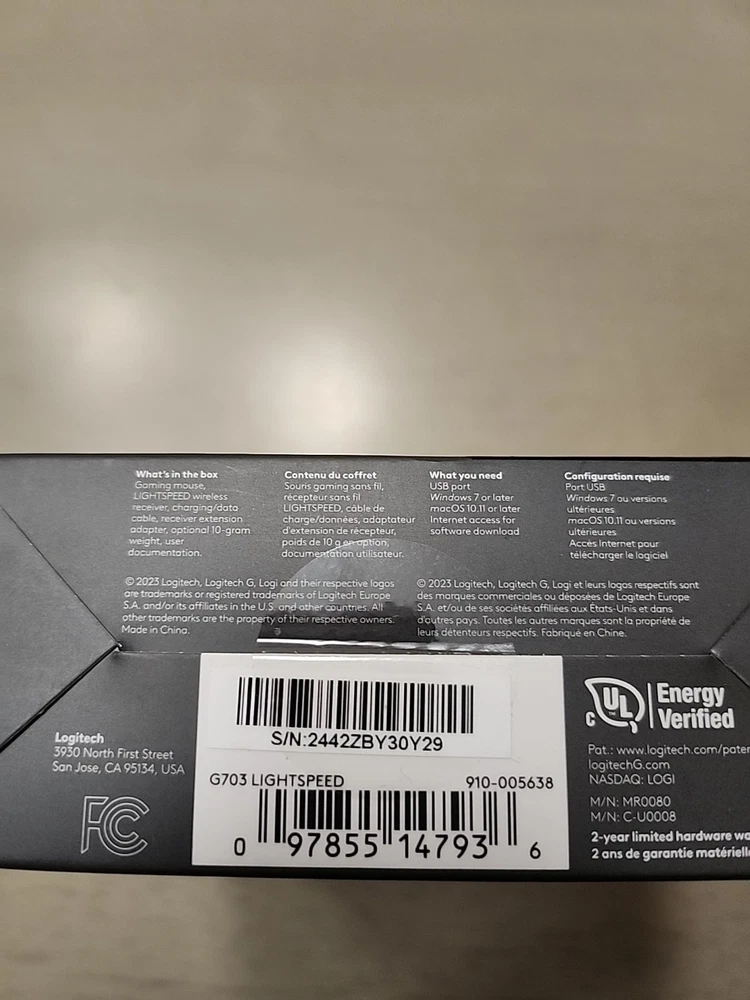 What's in the box
Gaming mouse,
LIGHTSPEED wireless
receiver, charging/data
cable, receiver extension
adapter, optional 10-gram
weight, user
documentation.
Contenu du coffret
Souris gaming sans fil,
récepteur sans fil
LIGHTSPEED, câble de
charge/données, adaptateur
d'extension de récepteur,
poids de 10 g en option,
documentation utilisateur.
What you need
USB port
Windows 7 or later
macOS 10.11 or later
Internet access for
software download
Configuration requise
Port USB
Windows 7 ou versions
ultérieures
macOS 10.11 ou versions
ultérieures
Accès Internet pour
télécharger le logiciel
© 2023 Logitech, Logitech G, Logi and their respective logos
are trademarks or registered trademarks of Logitech Europe
S.A. and/or its affiliates in the U.S. and other countries. All
other trademarks are the property of their respective owners.
Made in China.
© 2023 Logitech, Logitech G, Logi et leurs logos respectifs sont
des marques commerciales ou déposées de Logitech Europe
S.A. et/ou de ses sociétés affiliées aux États-Unis et dans
d'autres pays. Toutes les autres marques sont la propriété de
leurs détenteurs respectifs. Fabriqué en Chine.
Logitech
3930 North First Street
San Jose, CA 95134, USA
FC
S/N:2442ZBY30Y29
G703 LIGHTSPEED 910-005638
0 97855 14793 6
C UL Energy
Verified
Pat.: www.logitech.com/paten
logitechG.com
NASDAQ: LOGI
M/N: MR0080
M/N: C-U0008
2-year limited hardware wa
2 ans de garantie matérielle